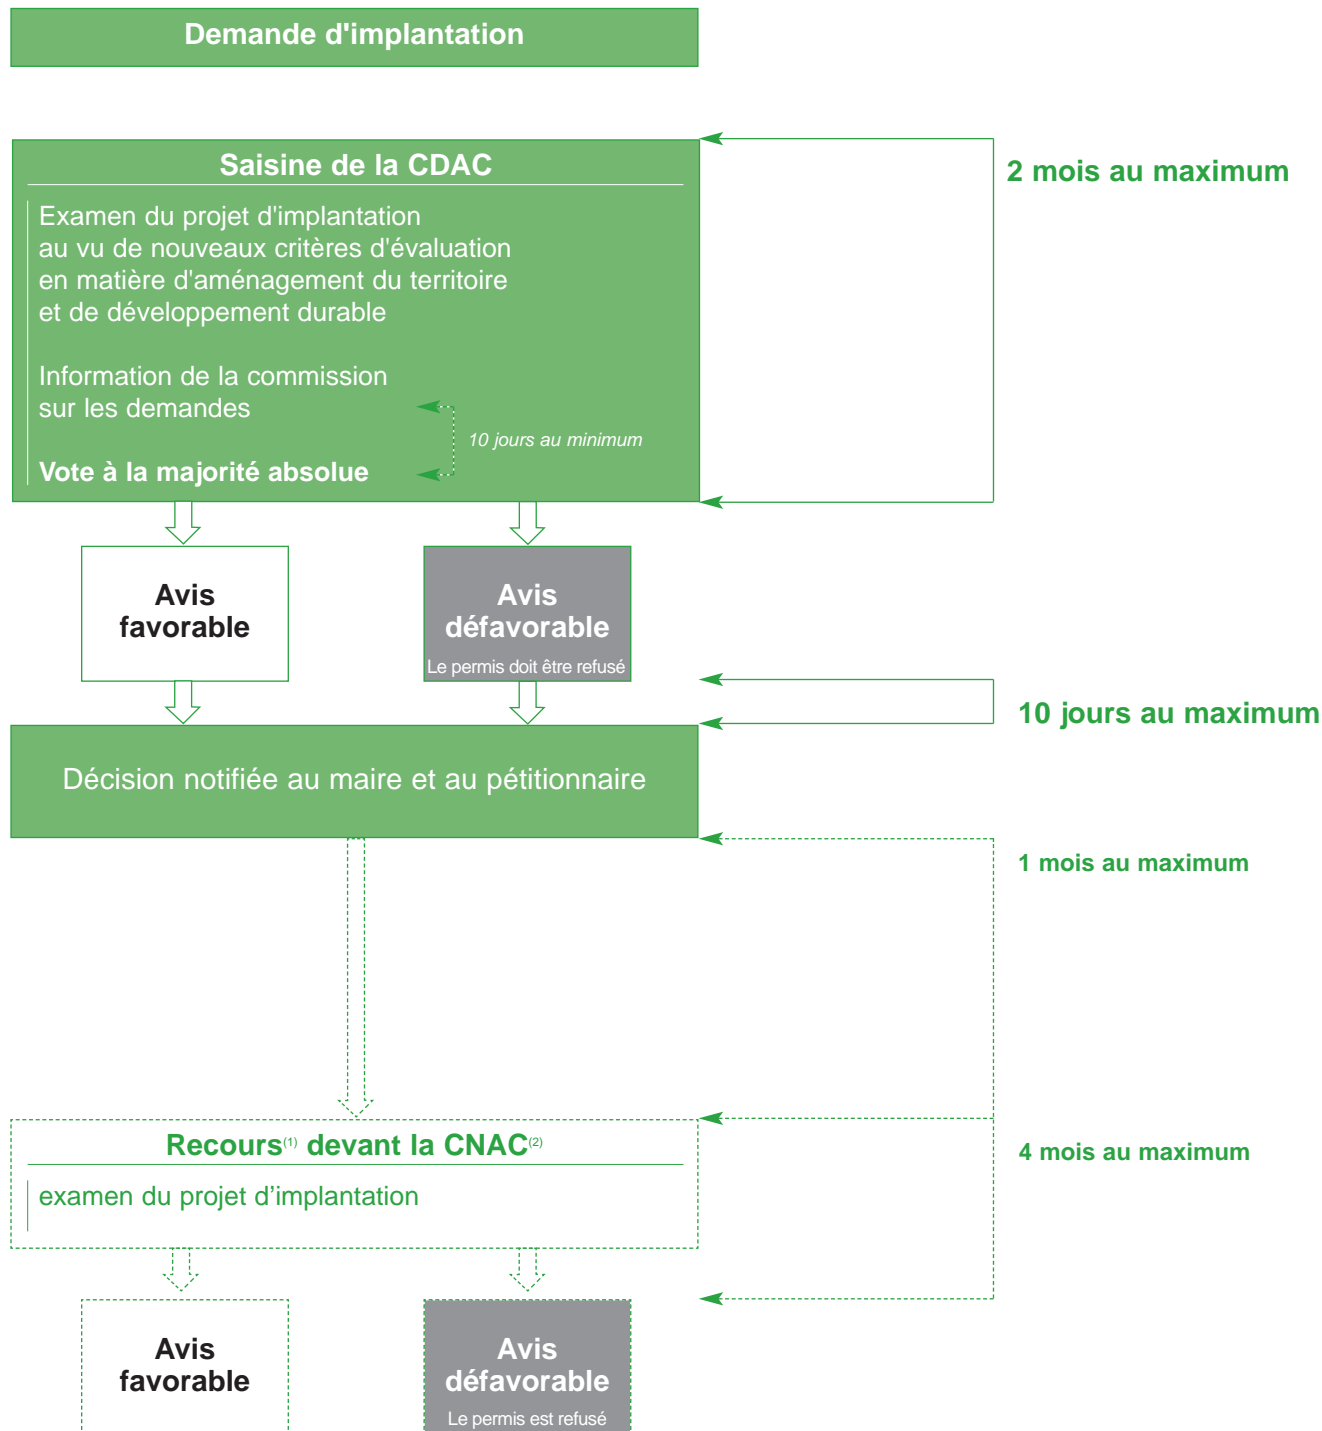 Demande d'implantation
Saisine de la CDAC
2 mois au maximum
Examen du projet d'implantation
au vu de nouveaux critères d'évaluation
en matière d'aménagement du territoire
et de développement durable
Information de la commission
sur les demandes
10 jours au minimum
Vote à la majorité absolue
Avis
favorable
Avis
défavorable
Le permis doit être refusé
10 jours au maximum
Décision notifiée au maire et au pétitionnaire
1 mois au maximum
Recours(1) devant la CNAC(2)
4 mois au maximum
examen du projet d’implantation
Avis
favorable
Avis
défavorable
Le permis est refusé